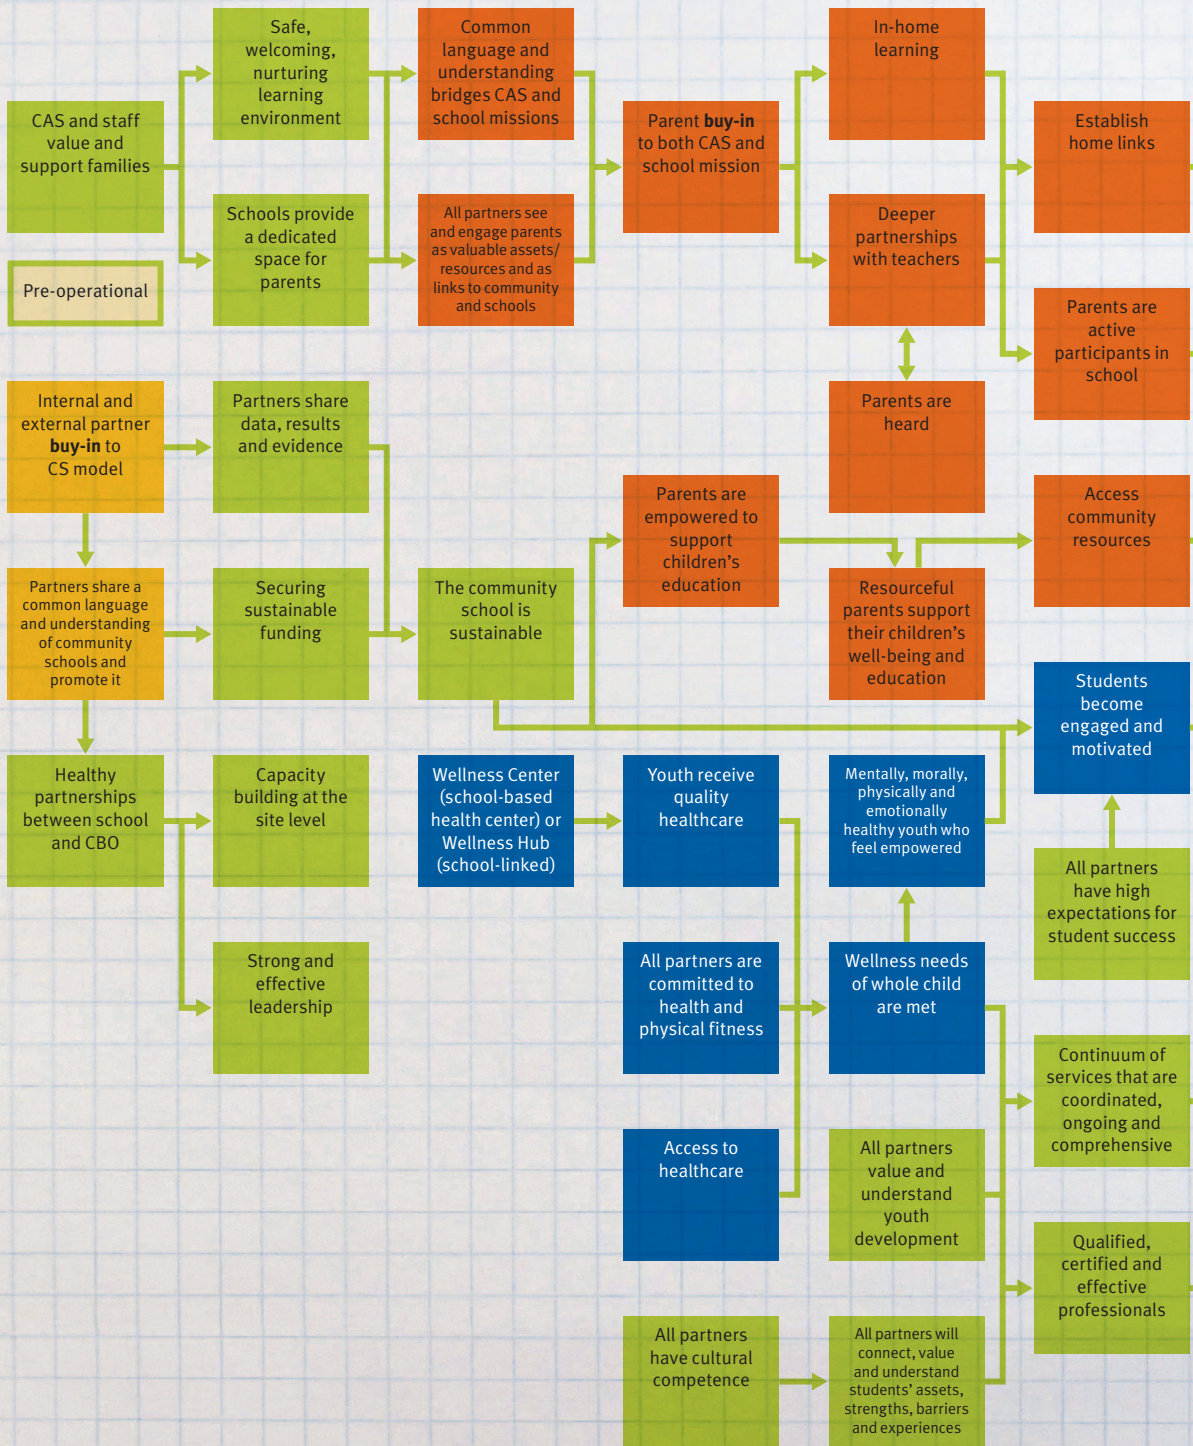 Safe,
welcoming,
nurturing
learning
environment
Common
language and
understanding
bridges CAS and
school missions
In-home
learning
CAS and staff
value and
support families
Parent buy-in
to both CAS and
school mission
Establish
home links
Schools provide
a dedicated
space for
parents
All partners see
and engage parents
as valuable assets/
resources and as
links to community
and schools
Deeper
partnerships
with teachers
Pre-operational
Parents are
active
participants in
school
Internal and
external partner
buy-in to
CS model
Partners share
data, results
and evidence
Parents are
heard
Parents are
empowered to
support
children's
education
Access
community
resources
Partners share a
common language
and understanding
of community
schools and
promote it
Securing
sustainable
funding
The community
school is
sustainable
Resourceful
parents support
their children's
well-being and
education
Students
become
engaged and
motivated
Healthy
partnerships
between school
and CBO
Capacity
building at the
site level
Wellness Center
(school-based
health center) or
Wellness Hub
(school-linked)
Youth receive
quality
healthcare
Mentally, morally,
physically and
emotionally
healthy youth who
feel empowered
All partners
have high
expectations for
student success
Strong and
effective
leadership
All partners are
committed to
health and
physical fitness
Wellness needs
of whole child
are met
Continuum of
services that are
coordinated,
ongoing and
comprehensive
Access to
healthcare
All partners
value and
understand
youth
development
Qualified,
certified and
effective
professionals
All partners
have cultural
competence
All partners will
connect, value
and understand
students' assets,
strengths, barriers
and experiences